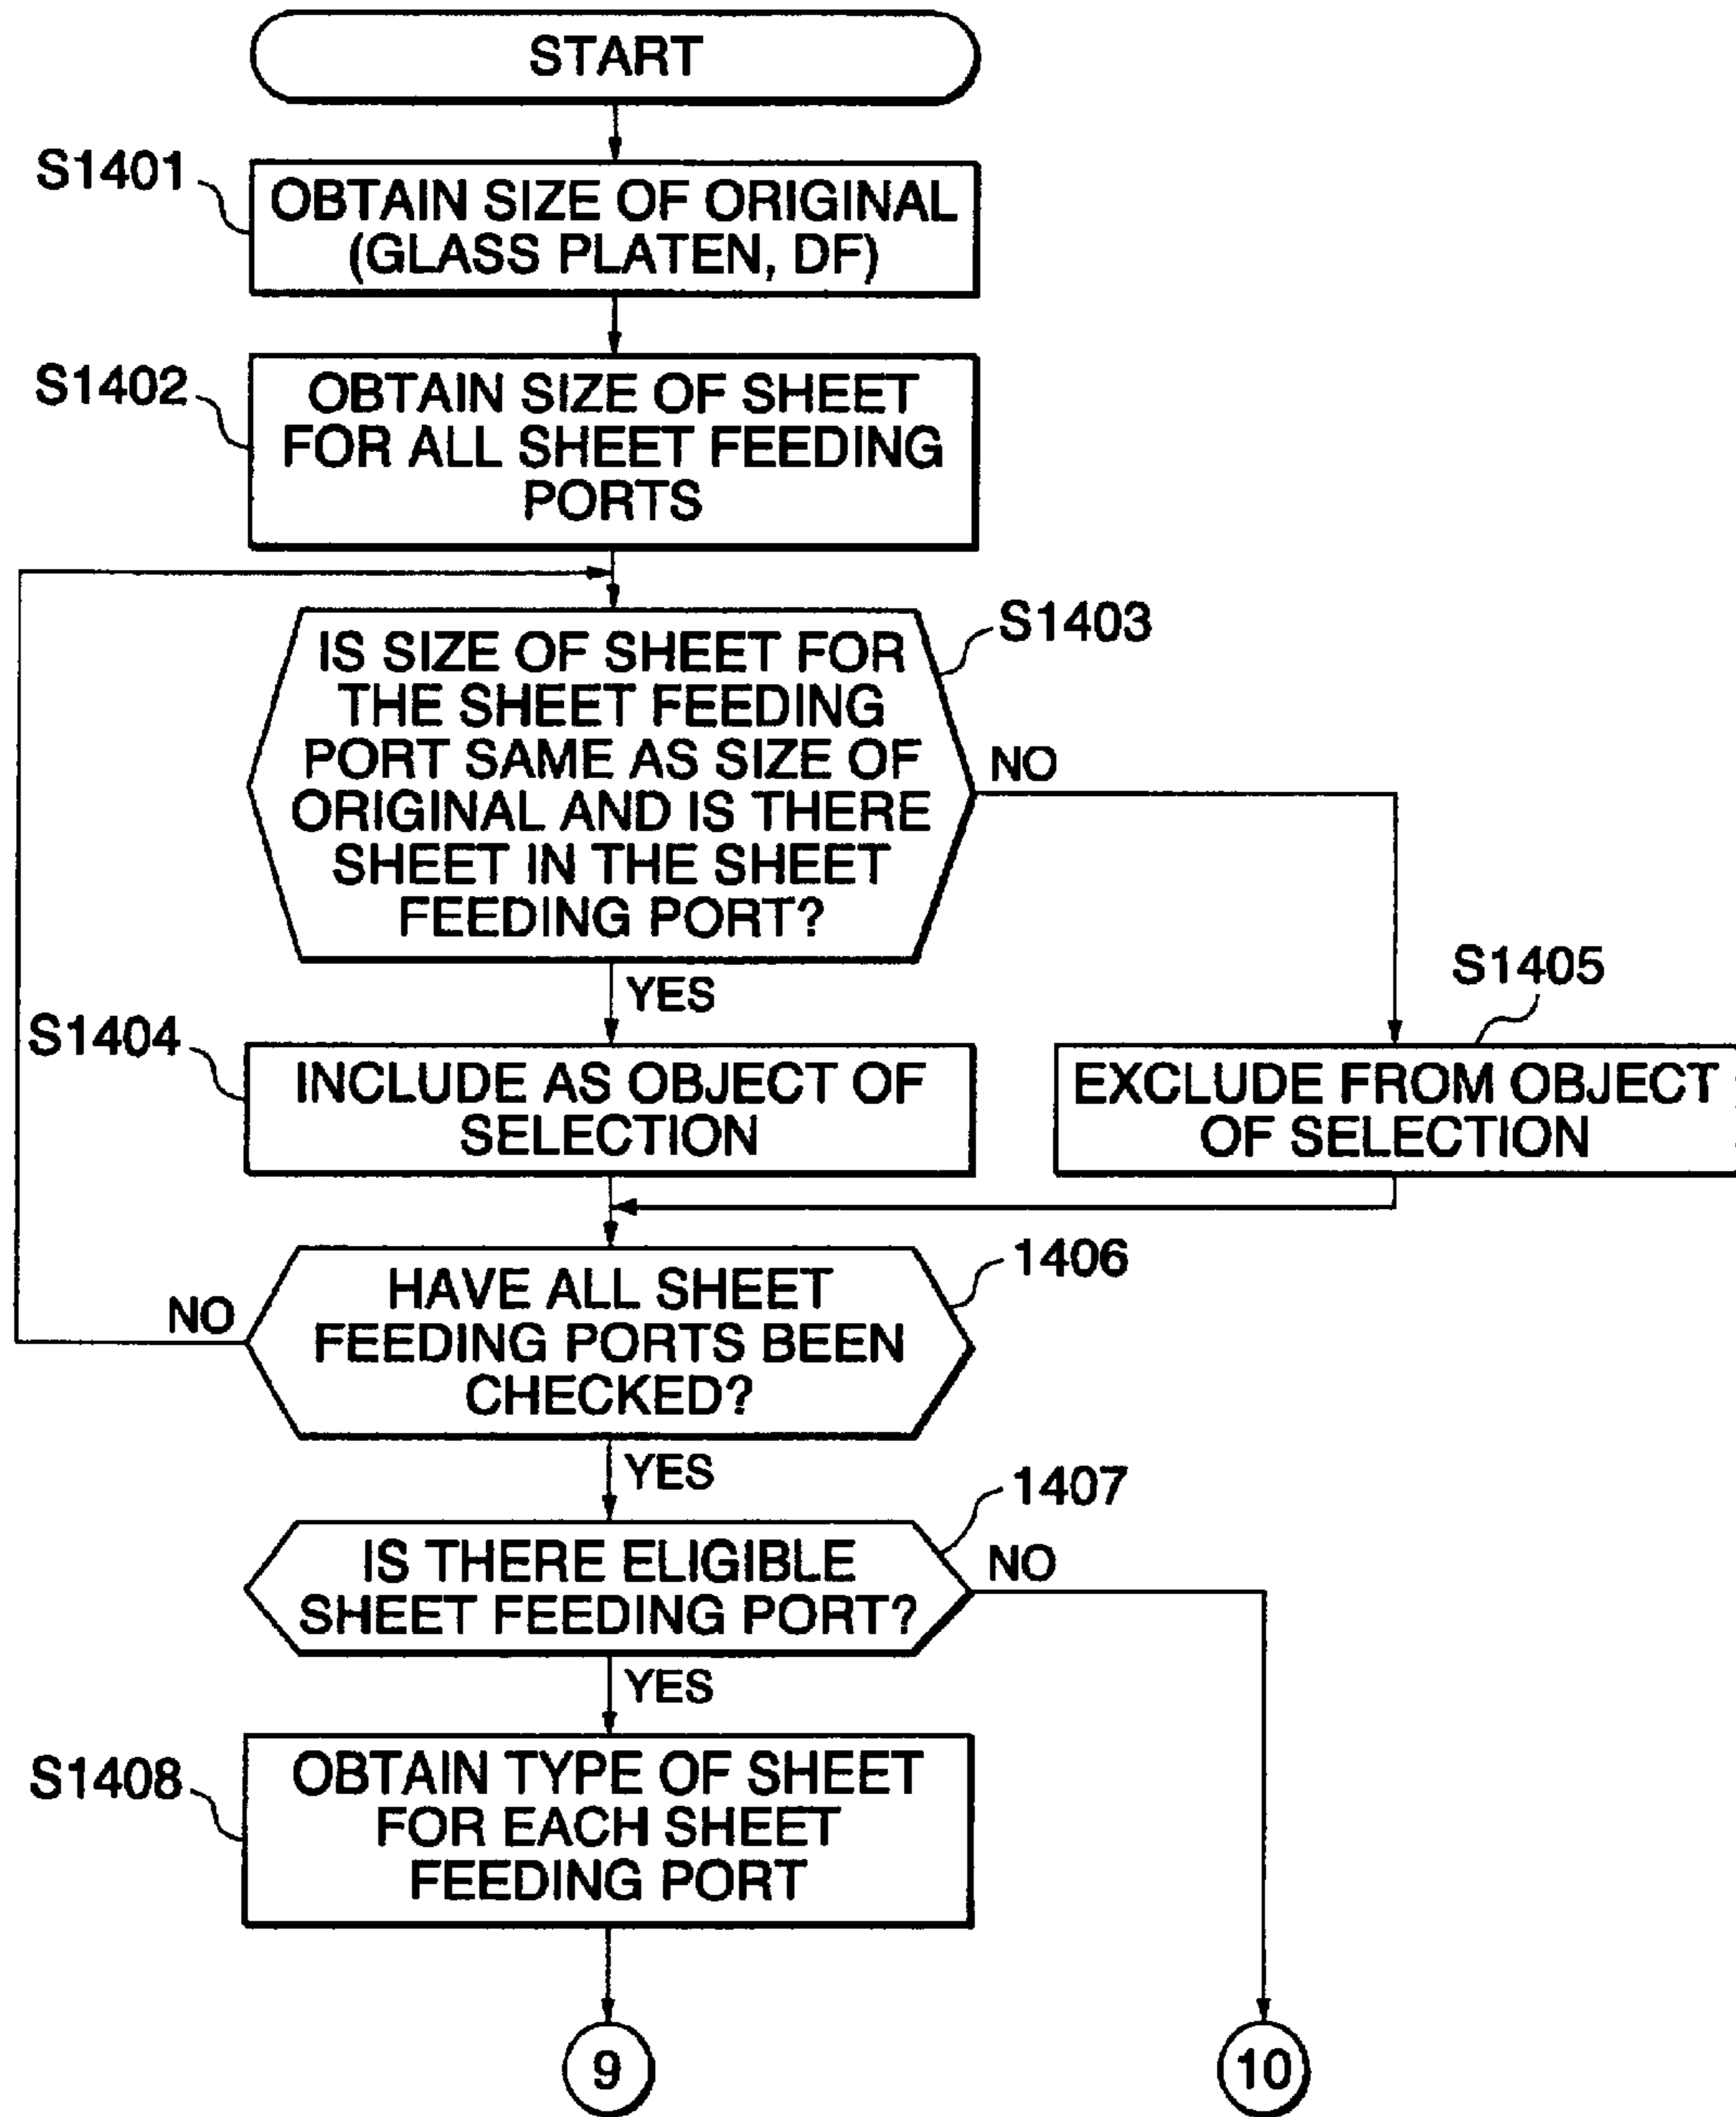 START
S1401
OBTAIN SIZE OF ORIGINAL
(GLASS PLATEN, DF)
S1402
OBTAIN SIZE OF SHEET
FOR ALL SHEET FEEDING
PORTS
S1403
IS SIZE OF SHEET FOR
THE SHEET FEEDING
PORT SAME AS SIZE OF
ORIGINAL AND IS THERE
SHEET IN THE SHEET
FEEDING PORT?
NO
YES
S1404
INCLUDE AS OBJECT OF
SELECTION
S1405
EXCLUDE FROM OBJECT
OF SELECTION
1406
HAVE ALL SHEET
FEEDING PORTS BEEN
CHECKED?
NO
YES
1407
IS THERE ELIGIBLE
SHEET FEEDING PORT?
NO
YES
S1408
OBTAIN TYPE OF SHEET
FOR EACH SHEET
FEEDING PORT
9
10